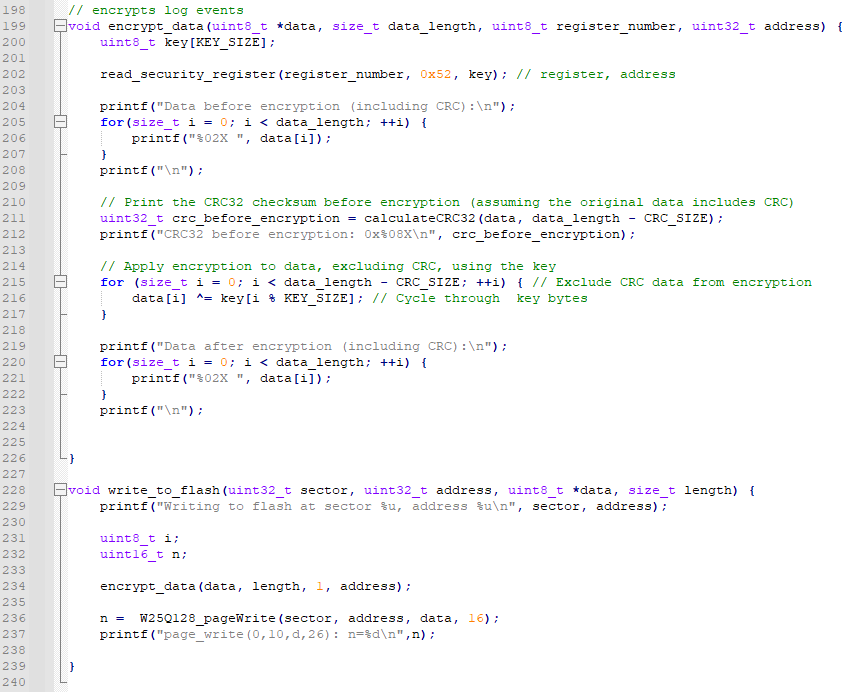 198 // encrypts log events
199 void encrypt_data(uint8_t *data, size_t data_length, uint8_t register_number, uint32_t address) {
200 uint8_t key[KEY_SIZE];
201
202 read_security_register(register_number, 0x52, key); // register, address
203
204 printf("Data before encryption (including CRC):\n");
205 for(size_t i = 0; i < data_length; ++i) {
206 printf("%02X ", data[i]);
207 }
208 printf("\n");
209
210 // Print the CRC32 checksum before encryption (assuming the original data includes CRC)
211 uint32_t crc_before_encryption = calculateCRC32(data, data_length - CRC_SIZE);
212 printf("CRC32 before encryption: 0x%08X\n", crc_before_encryption);
213
214 // Apply encryption to data, excluding CRC, using the key
215 for (size_t i = 0; i < data_length - CRC_SIZE; ++i) { // Exclude CRC data from encryption
216 data[i] ^= key[i % KEY_SIZE]; // Cycle through  key bytes
217 }
218
219 printf("Data after encryption (including CRC):\n");
220 for(size_t i = 0; i < data_length; ++i) {
221 printf("%02X ", data[i]);
222 }
223 printf("\n");
224
225
226 }
227
228 void write_to_flash(uint32_t sector, uint32_t address, uint8_t *data, size_t length) {
229 printf("Writing to flash at sector %u, address %u\n", sector, address);
230
231 uint8_t i;
232 uint16_t n;
233
234 encrypt_data(data, length, 1, address);
235
236 n =  W25Q128_pageWrite(sector, address, data, 16);
237 printf("page_write(0,10,d,26): n=%d\n",n);
238
239 }
240